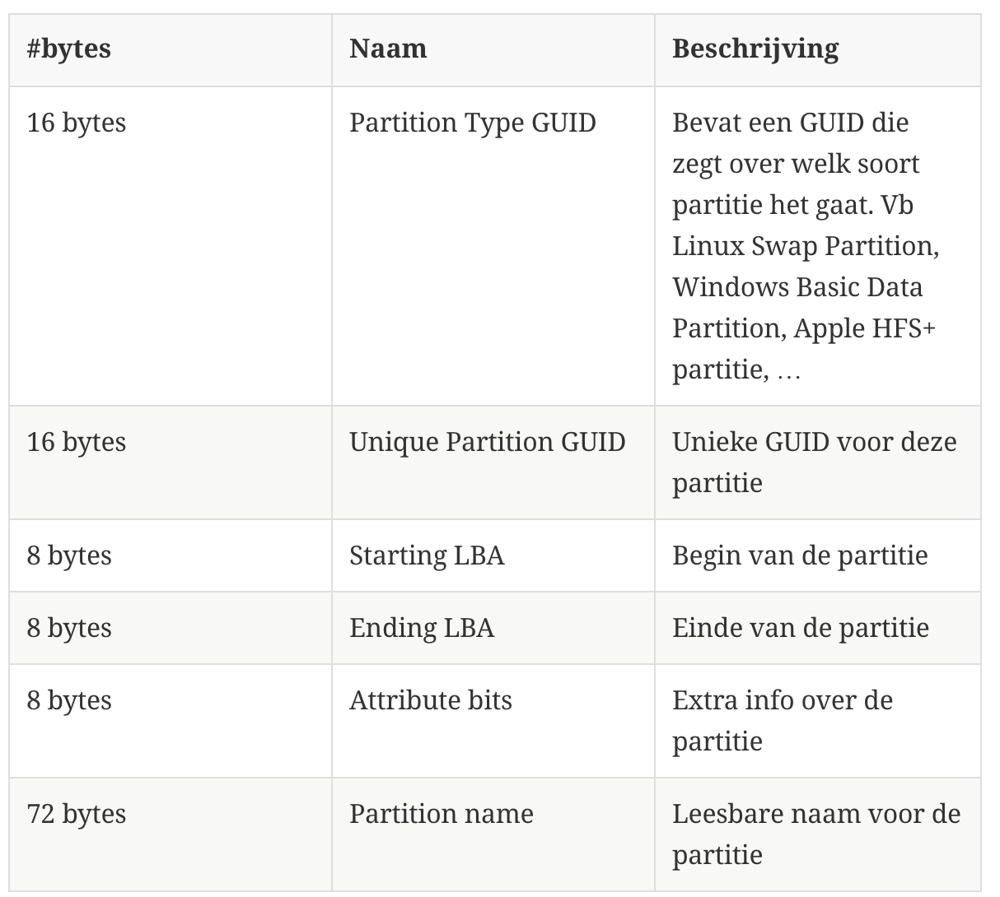 #bytes Naam Beschrijving
16 bytes Partition Type GUID Bevat een GUID die
zegt over welk soort
partitie het gaat. Vb
Linux Swap Partition,
Windows Basic Data
Partition, Apple HFS+
partitie, …
16 bytes Unique Partition GUID Unieke GUID voor deze
partitie
8 bytes Starting LBA Begin van de partitie
8 bytes Ending LBA Einde van de partitie
8 bytes Attribute bits Extra info over de
partitie
72 bytes Partition name Leesbare naam voor de
partitie